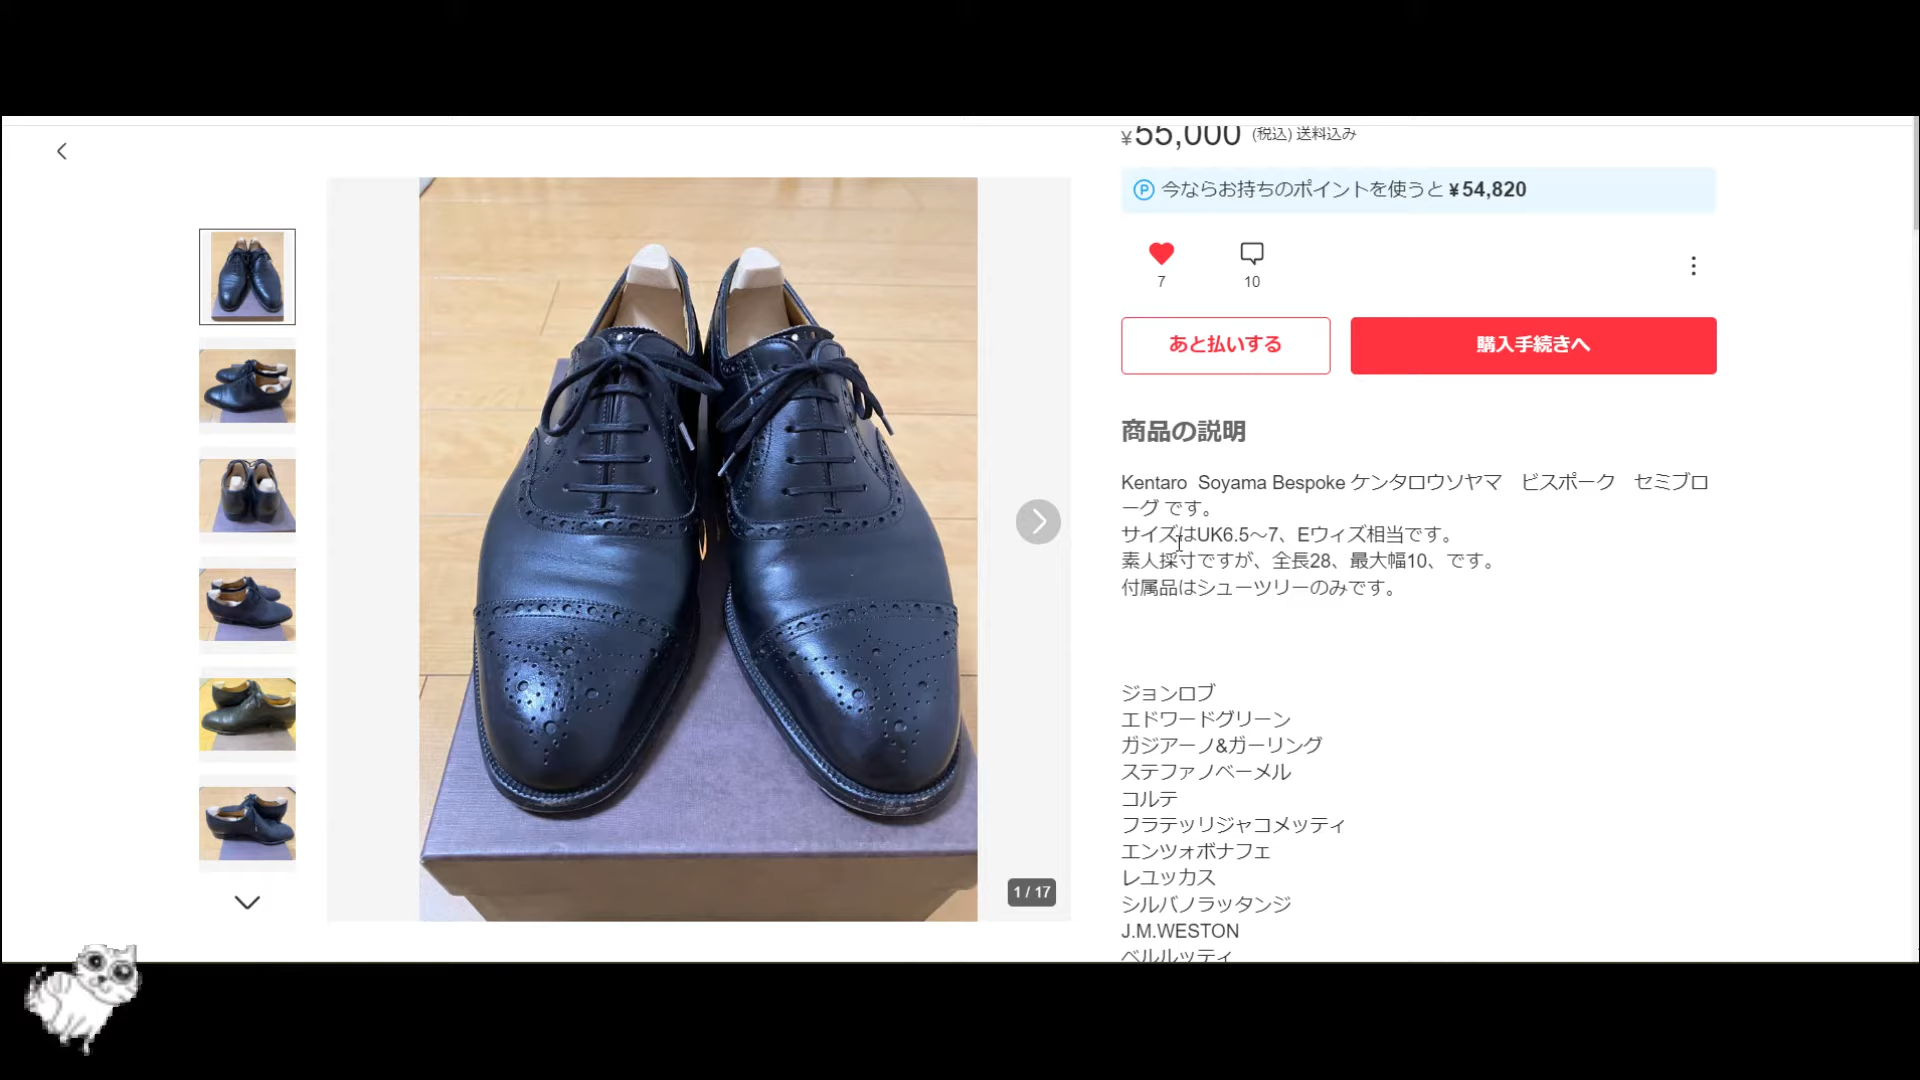 ¥55,000 (税込) 送料込み
P 今ならお持ちのポイントを使うと ¥54,820
7
10
あと払いする
購入手続きへ
商品の説明
Kentaro Soyama Bespoke ケンタロウソヤマ　ビスポーク　セミブロ
ーグ です。
サイズはUK6.5〜7、Eウィズ相当です。
素人採寸ですが、全長28、最大幅10、です。
付属品はシューツリーのみです。
ジョンロブ
エドワードグリーン
ガジアーノ&ガーリング
ステファノベーメル
コルテ
フラテッリジャコメッティ
エンツォボナフェ
レユッカス
シルバノラッタンジ
J.M.WESTON
ベルルッティ
1 / 17